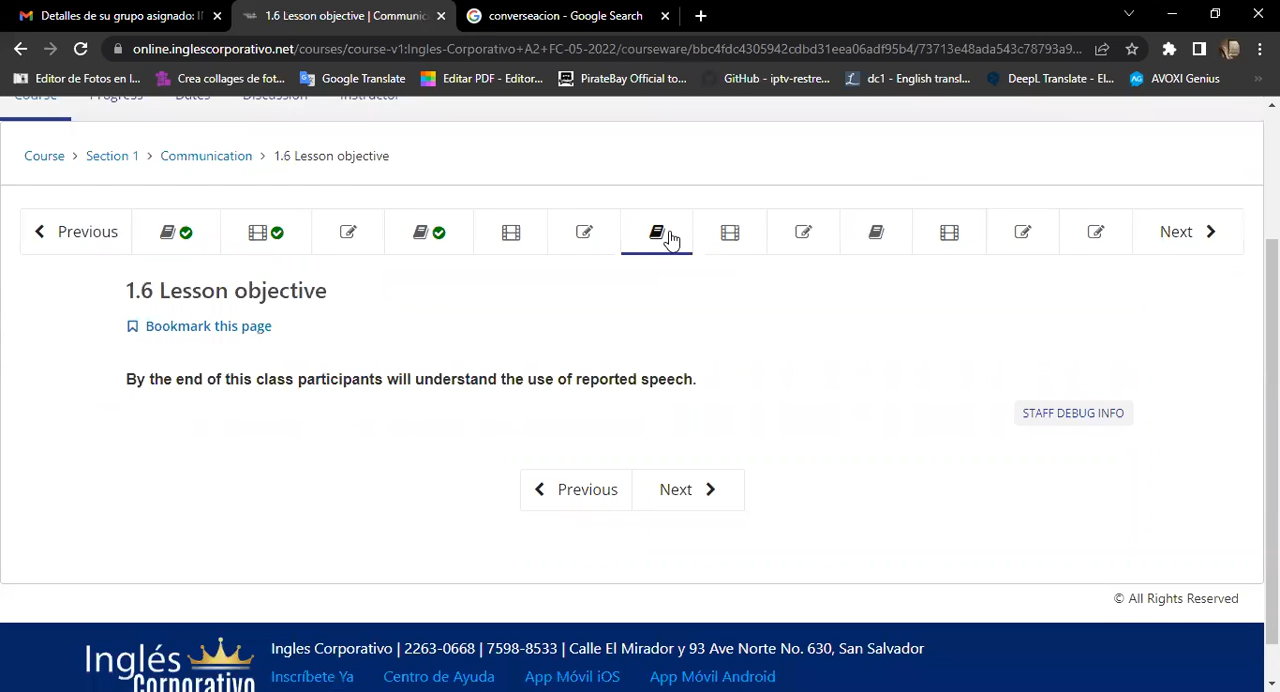 Detalles de su grupo asignado: I
1.6 Lesson objective | Communic
converseacion - Google Search
online.inglescorporativo.net/courses/course-v1:Ingles-Corporativo+A2+FC-05-2022/courseware/bbc4fdc4305942cdbd31eea06adf95b4/73713e48ada543c78793a9...
Editor de Fotos en l...
Crea collages de fot...
Google Translate
Editar PDF - Editor...
PirateBay Official to...
GitHub - iptv-restre...
dc1 - English transl...
DeepL Translate - El...
AVOXI Genius
»
Course Progress Dates Discussion Instructor
Course > Section 1 > Communication > 1.6 Lesson objective
Previous
Next
1.6 Lesson objective
Bookmark this page
By the end of this class participants will understand the use of reported speech.
STAFF DEBUG INFO
Previous
Next
© All Rights Reserved
Inglés
Corporativo
Ingles Corporativo | 2263-0668 | 7598-8533 | Calle El Mirador y 93 Ave Norte No. 630, San Salvador
Inscríbete Ya Centro de Ayuda App Móvil iOS App Móvil Android